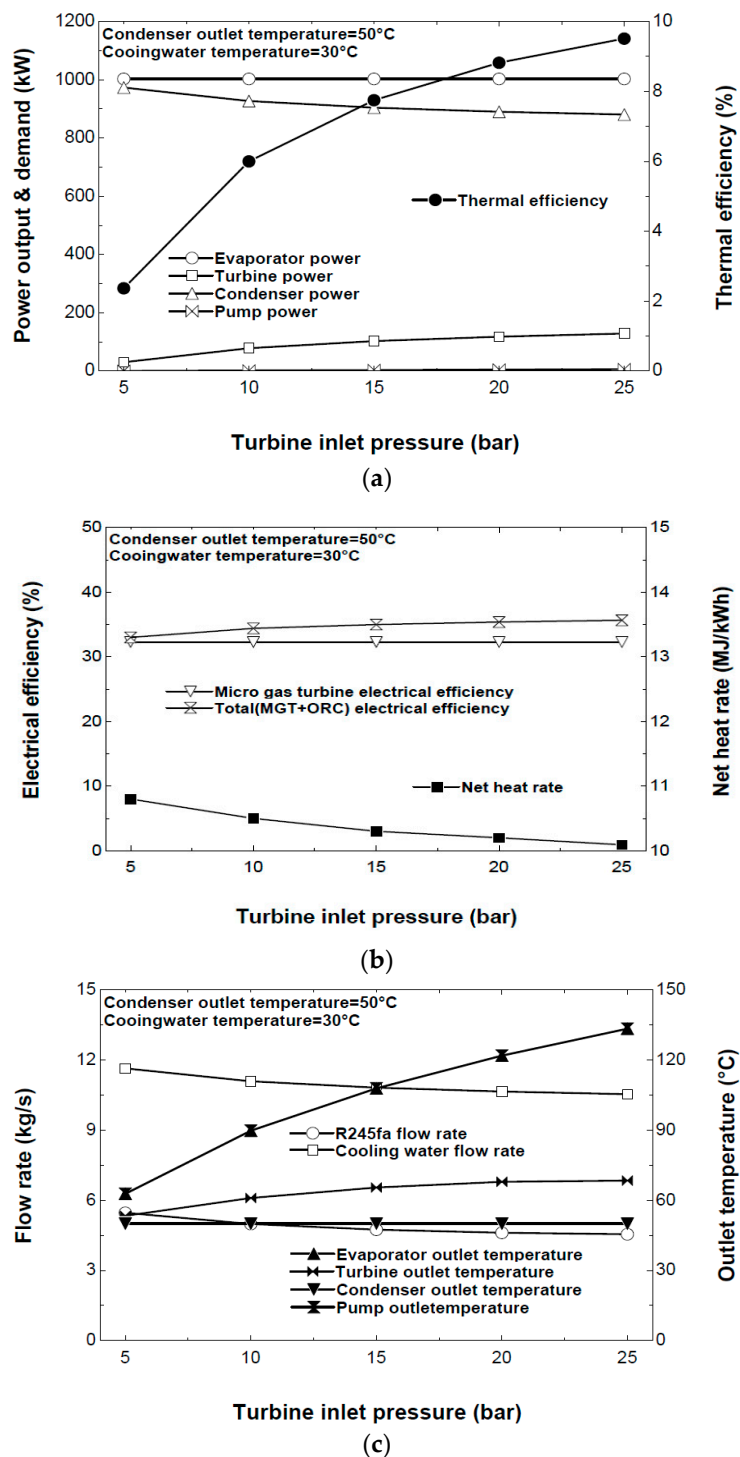 Condenser outlet temperature=50°C
Cooingwater temperature=30°C
Power output & demand (kW)
1200
1000
800
600
400
200
0
Thermal efficiency
Evaporator power
Turbine power
Condenser power
Pump power
10
8
6
4
2
0
Thermal efficiency (%)
5 10 15 20 25
Turbine inlet pressure (bar)
(a)
Condenser outlet temperature=50°C
Cooingwater temperature=30°C
Electrical efficiency (%)
50
40
30
20
10
0
Micro gas turbine electrical efficiency
Total(MGT+ORC) electrical efficiency
Net heat rate
15
14
13
12
11
10
Net heat rate (MJ/kWh)
5 10 15 20 25
Turbine inlet pressure (bar)
(b)
Condenser outlet temperature=50°C
Cooingwater temperature=30°C
Flow rate (kg/s)
15
12
9
6
3
0
R245fa flow rate
Cooling water flow rate
Evaporator outlet temperature
Turbine outlet temperature
Condenser outlet temperature
Pump outletemperature
150
120
90
60
30
0
Outlet temperature (°C)
5 10 15 20 25
Turbine inlet pressure (bar)
(c)